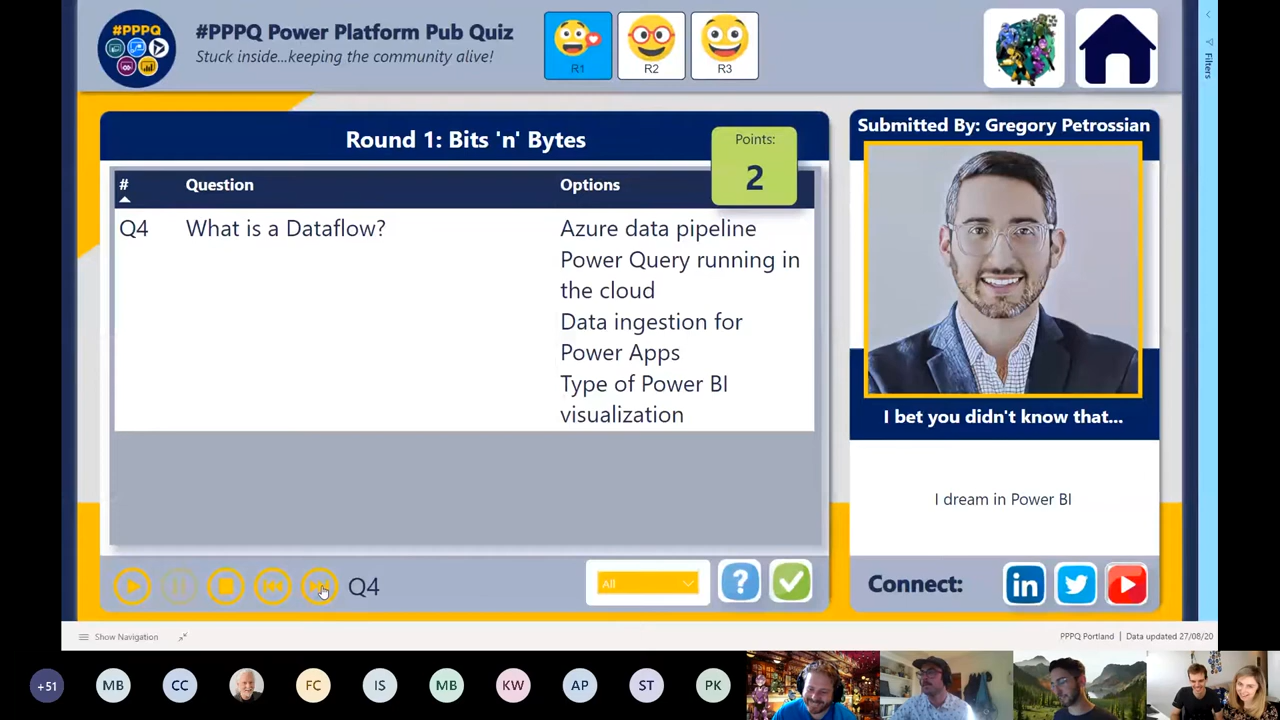 #PPPQ
#PPPQ Power Platform Pub Quiz
Stuck inside...keeping the community alive!
R1
R2
R3
Filters
Round 1: Bits 'n' Bytes
Points:
2
Submitted By: Gregory Petrossian
# Question Options
Q4 What is a Dataflow? Azure data pipeline
Power Query running in
the cloud
Data ingestion for
Power Apps
Type of Power BI
visualization
I bet you didn't know that...
I dream in Power BI
Q4
All
?
Connect:
in
Show Navigation
PPPQ Portland | Data updated 27/08/20
+51 MB CC FC IS MB KW AP ST PK